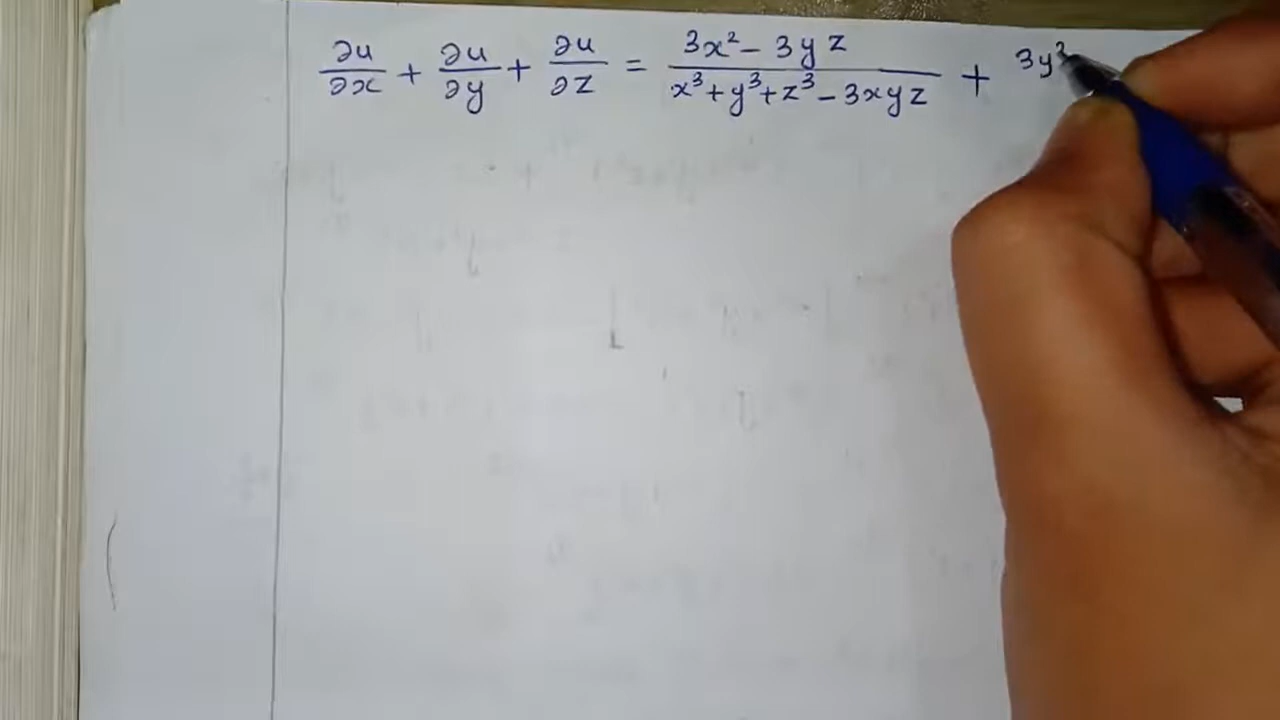 ∂u/∂x + ∂u/∂y + ∂u/∂z = (3x² - 3yz)/(x³ + y³ + z³ - 3xyz) + 3y²